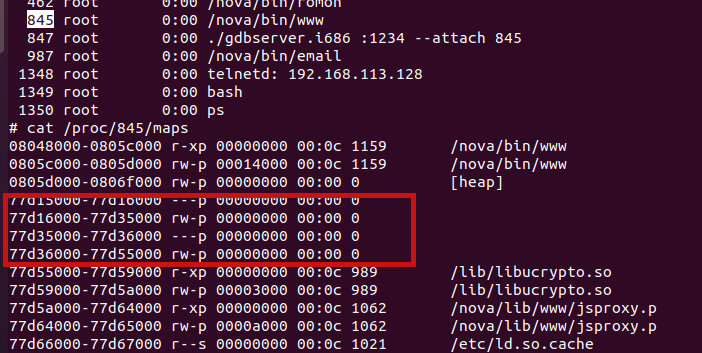 462 root 0:00 /nova/bin/romon
845 root 0:00 /nova/bin/www
847 root 0:00 ./gdbserver.i686 :1234 --attach 845
987 root 0:00 /nova/bin/email
1348 root 0:00 telnetd: 192.168.113.128
1349 root 0:00 bash
1350 root 0:00 ps
# cat /proc/845/maps
08048000-0805c000 r-xp 00000000 00:0c 1159 /nova/bin/www
0805c000-0805d000 rw-p 00014000 00:0c 1159 /nova/bin/www
0805d000-0806f000 rw-p 00000000 00:00 0 [heap]
77d15000-77d16000 ---p 00000000 00:00 0
77d16000-77d35000 rw-p 00000000 00:00 0
77d35000-77d36000 ---p 00000000 00:00 0
77d36000-77d55000 rw-p 00000000 00:00 0
77d55000-77d59000 r-xp 00000000 00:0c 989 /lib/libucrypto.so
77d59000-77d5a000 rw-p 00003000 00:0c 989 /lib/libucrypto.so
77d5a000-77d64000 r-xp 00000000 00:0c 1062 /nova/lib/www/jsproxy.p
77d64000-77d65000 rw-p 0000a000 00:0c 1062 /nova/lib/www/jsproxy.p
77d66000-77d67000 r--s 00000000 00:0c 1021 /etc/ld.so.cache